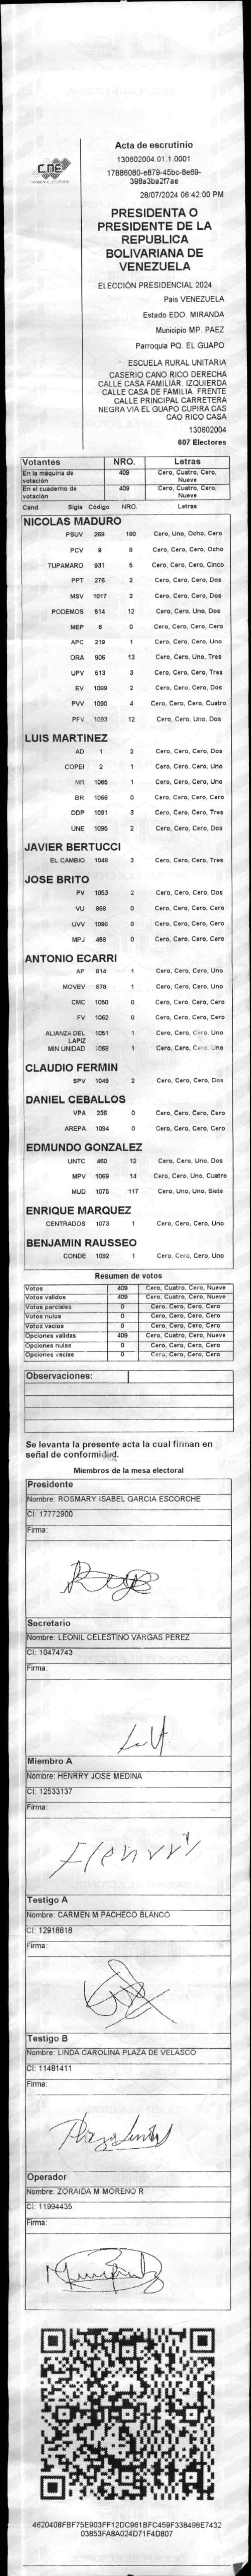 CNE
Acta de escrutinio
130602004.01.1.0001
17886080-e879-45bc-8e69-
398a3ba2f7ae
28/07/2024 06:42:00 PM
PRESIDENTA O
PRESIDENTE DE LA
REPUBLICA
BOLIVARIANA DE
VENEZUELA
ELECCIÓN PRESIDENCIAL 2024
Pais VENEZUELA
Estado EDO. MIRANDA
Municipio MP. PAEZ
Parroquia PQ. EL GUAPO
ESCUELA RURAL UNITARIA
CASERIO CANO RICO DERECHA
CALLE CASA FAMILIAR. IZQUIERDA
CALLE CASA DE FAMILIA. FRENTE
CALLE PRINCIPAL CARRETERA
NEGRA VIA EL GUAPO CUPIRA CAS
CAO RICO CASA
130602004
607 Electores
Votantes NRO. Letras
En la máquina de votación 409 Cero, Cuatro, Cero, Nueve
En el cuaderno de votación 409 Cero, Cuatro, Cero, Nueve
Cand. Sigla Código NRO. Letras
NICOLAS MADURO
PSUV 269 180 Cero, Uno, Ocho, Cero
PCV 9 8 Cero, Cero, Cero, Ocho
TUPAMARO 931 5 Cero, Cero, Cero, Cinco
PPT 276 2 Cero, Cero, Cero, Dos
MSV 1017 2 Cero, Cero, Cero, Dos
PODEMOS 514 12 Cero, Cero, Uno, Dos
MEP 6 0 Cero, Cero, Cero, Cero
APC 219 1 Cero, Cero, Cero, Uno
ORA 906 13 Cero, Cero, Uno, Tres
UPV 513 3 Cero, Cero, Cero, Tres
EV 1089 2 Cero, Cero, Cero, Dos
PVV 1090 4 Cero, Cero, Cero, Cuatro
PFV 1093 12 Cero, Cero, Uno, Dos
LUIS MARTINEZ
AD 1 2 Cero, Cero, Cero, Dos
COPEI 2 1 Cero, Cero, Cero, Uno
MR 1065 1 Cero, Cero, Cero, Uno
BR 1066 0 Cero, Cero, Cero, Cero
DDP 1091 3 Cero, Cero, Cero, Tres
UNE 1095 2 Cero, Cero, Cero, Dos
JAVIER BERTUCCI
EL CAMBIO 1048 3 Cero, Cero, Cero, Tres
JOSE BRITO
PV 1053 2 Cero, Cero, Cero, Dos
VU 868 0 Cero, Cero, Cero, Cero
UVV 1096 0 Cero, Cero, Cero, Cero
MPJ 458 0 Cero, Cero, Cero, Cero
ANTONIO ECARRI
AP 814 1 Cero, Cero, Cero, Uno
MOVEV 878 1 Cero, Cero, Cero, Uno
CMC 1050 0 Cero, Cero, Cero, Cero
FV 1062 0 Cero, Cero, Cero, Cero
ALIANZA DEL LAPIZ 1051 1 Cero, Cero, Cero, Uno
MIN UNIDAD 1068 1 Cero, Cero, Cero, Uno
CLAUDIO FERMIN
SPV 1049 2 Cero, Cero, Cero, Dos
DANIEL CEBALLOS
VPA 236 0 Cero, Cero, Cero, Cero
AREPA 1094 0 Cero, Cero, Cero, Cero
EDMUNDO GONZALEZ
UNTC 460 12 Cero, Cero, Uno, Dos
MPV 1069 14 Cero, Cero, Uno, Cuatro
MUD 1075 117 Cero, Uno, Uno, Siete
ENRIQUE MARQUEZ
CENTRADOS 1073 1 Cero, Cero, Cero, Uno
BENJAMIN RAUSSEO
CONDE 1092 1 Cero, Cero, Cero, Uno
Resumen de votos
Votos 409 Cero, Cuatro, Cero, Nueve
Votos validos 409 Cero, Cuatro, Cero, Nueve
Votos parciales 0 Cero, Cero, Cero, Cero
Votos nulos 0 Cero, Cero, Cero, Cero
Votos vacios 0 Cero, Cero, Cero, Cero
Opciones validas 409 Cero, Cuatro, Cero, Nueve
Opciones nulas 0 Cero, Cero, Cero, Cero
Opciones vacias 0 Cero, Cero, Cero, Cero
Observaciones:
Se levanta la presente acta la cual firman en
señal de conformidad.
Miembros de la mesa electoral
Presidente
Nombre: ROSMARY ISABEL GARCIA ESCORCHE
CI: 17772900
Firma:
Secretario
Nombre: LEONIL CELESTINO VARGAS PEREZ
CI: 10474743
Firma:
Miembro A
Nombre: HENRRY JOSE MEDINA
CI: 12533137
Firma:
Henrry
Testigo A
Nombre: CARMEN M PACHECO BLANCO
CI: 12918818
Firma:
Testigo B
Nombre: LINDA CAROLINA PLAZA DE VELASCO
CI: 11481411
Firma:
Operador
Nombre: ZORAIDA M MORENO R
CI: 11994435
Firma:
4620408FBF75E903FF12DC961BFC459F338498E7432
03853FA8A024D71F4D807